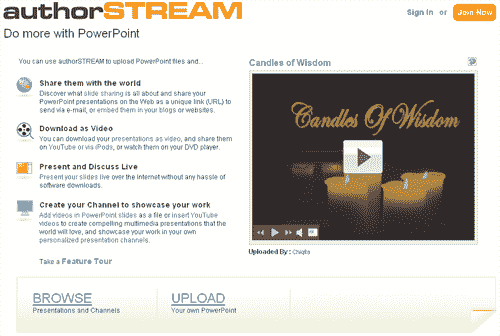 authorSTREAM
Sign In or Join Now
Do more with PowerPoint
You can use authorSTREAM to upload PowerPoint files and...
Share them with the world
Discover what slide sharing is all about and share your
PowerPoint presentations on the Web as a unique link (URL) to
send via e-mail, or embed them in your blogs or websites.
Download as Video
You can download your presentations as video, and share them
on YouTube or via iPods, or watch them on your DVD player.
Present and Discuss Live
Present your slides live over the Internet without any hassle of
software downloads.
Create your Channel to showcase your work
Add videos in PowerPoint slides as a file or insert YouTube
videos to create compelling multimedia presentations that the
world will love, and showcase your work in your own
personalized presentation channels.
Take a Feature Tour
Candles of Wisdom
Candles Of Wisdom
Uploaded By :
BROWSE
Presentations and Channels
UPLOAD
Your own PowerPoint